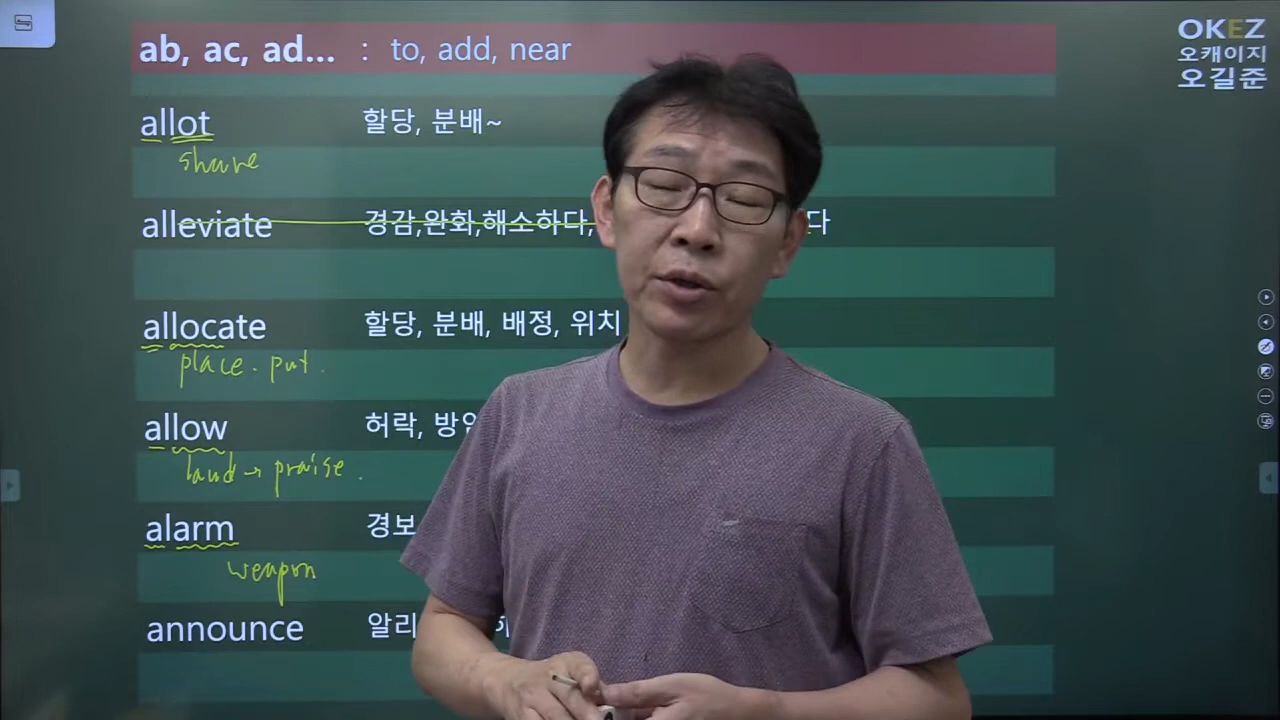 ab, ac, ad... : to, add, near
OKEZ
오캐이지
오길준
allot 할당, 분배~
share
alleviate 경감,완화,해소하다, 다
allocate 할당, 분배, 배정, 위치
place. put.
allow 허락,
laud → praise.
alarm 경보
weapon
announce 알리